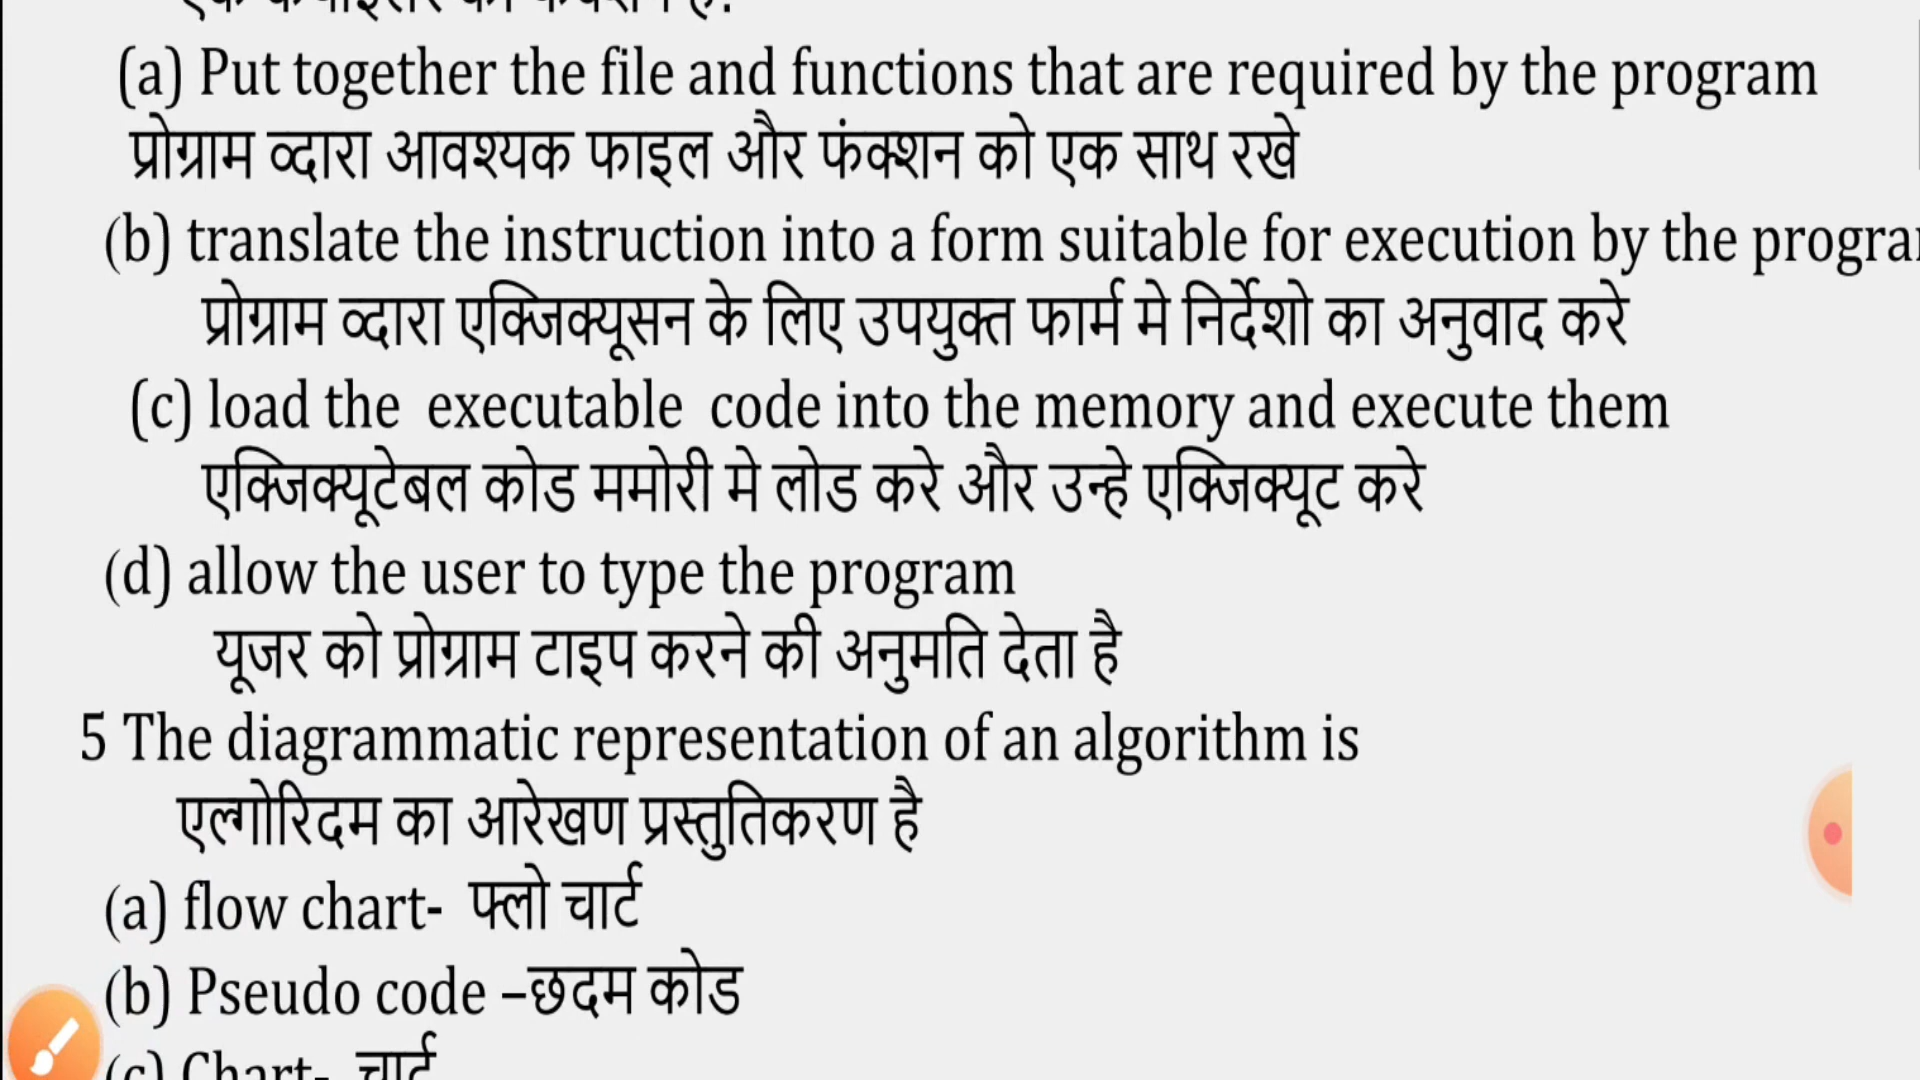 (a) Put together the file and functions that are required by the program
प्रोग्राम व्दारा आवश्यक फाइल और फंक्शन को एक साथ रखे
(b) translate the instruction into a form suitable for execution by the progra
प्रोग्राम व्दारा एक्जिक्यूसन के लिए उपयुक्त फार्म मे निर्देशो का अनुवाद करे
(c) load the executable code into the memory and execute them
एक्जिक्यूटेबल कोड ममोरी मे लोड करे और उन्हे एक्जिक्यूट करे
(d) allow the user to type the program
यूजर को प्रोग्राम टाइप करने की अनुमति देता है
5 The diagrammatic representation of an algorithm is
एल्गोरिदम का आरेखण प्रस्तुतिकरण है
(a) flow chart- फ्लो चार्ट
(b) Pseudo code –छदम कोड
(c) Chart- चार्ट